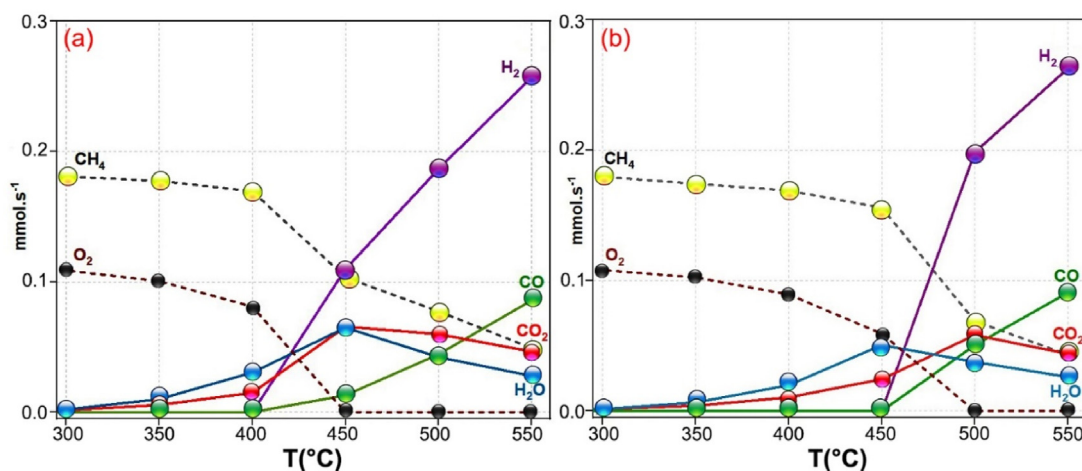 (a)
0.3
0.2
0.1
0.0
mmol.s⁻¹
CH₄
O₂
H₂
CO
CO₂
H₂O
300 350 400 450 500 550
T(°C)
(b)
0.3
0.2
0.1
0.0
mmol.s⁻¹
CH₄
O₂
H₂
CO
CO₂
H₂O
300 350 400 450 500 550
T(°C)